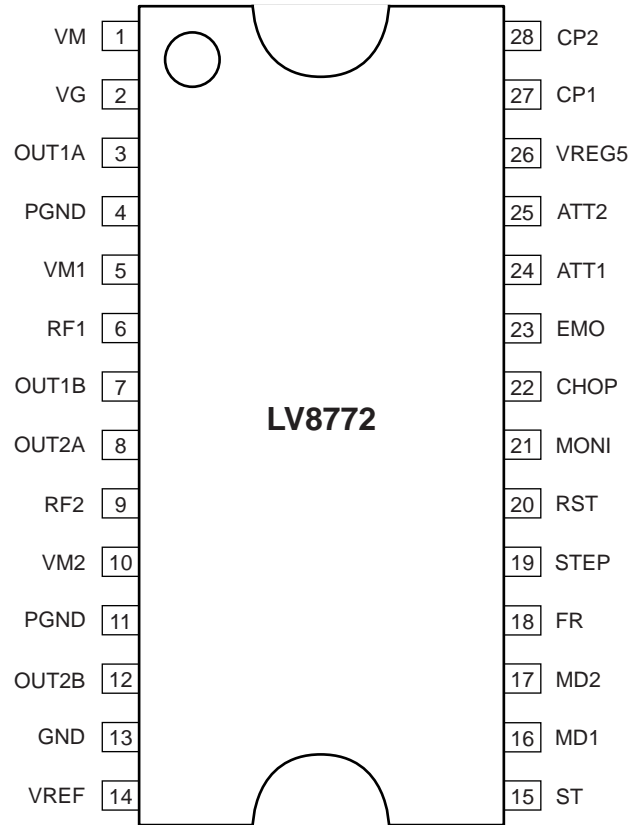 VM 1 28 CP2
VG 2 27 CP1
OUT1A 3 26 VREG5
PGND 4 25 ATT2
VM1 5 24 ATT1
RF1 6 23 EMO
OUT1B 7 22 CHOP
LV8772
OUT2A 8 21 MONI
RF2 9 20 RST
VM2 10 19 STEP
PGND 11 18 FR
OUT2B 12 17 MD2
GND 13 16 MD1
VREF 14 15 ST